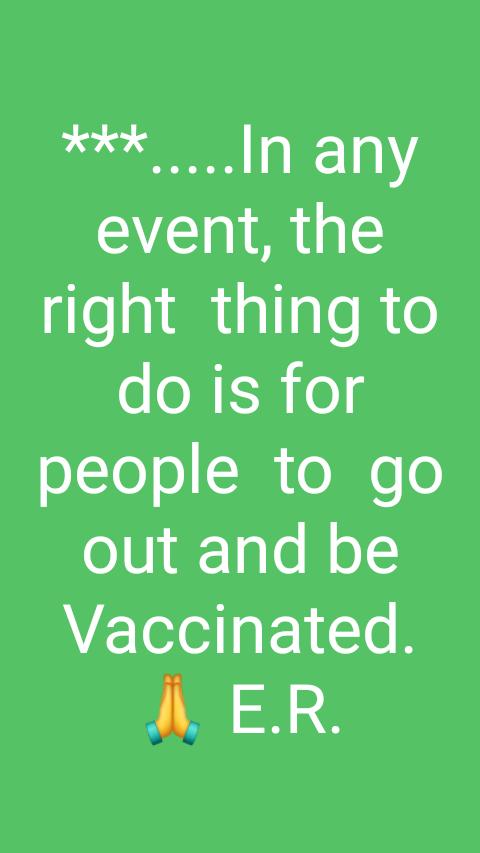 ***.....In any
event, the
right  thing to
do is for
people  to  go
out and be
Vaccinated.
🙏 E.R.